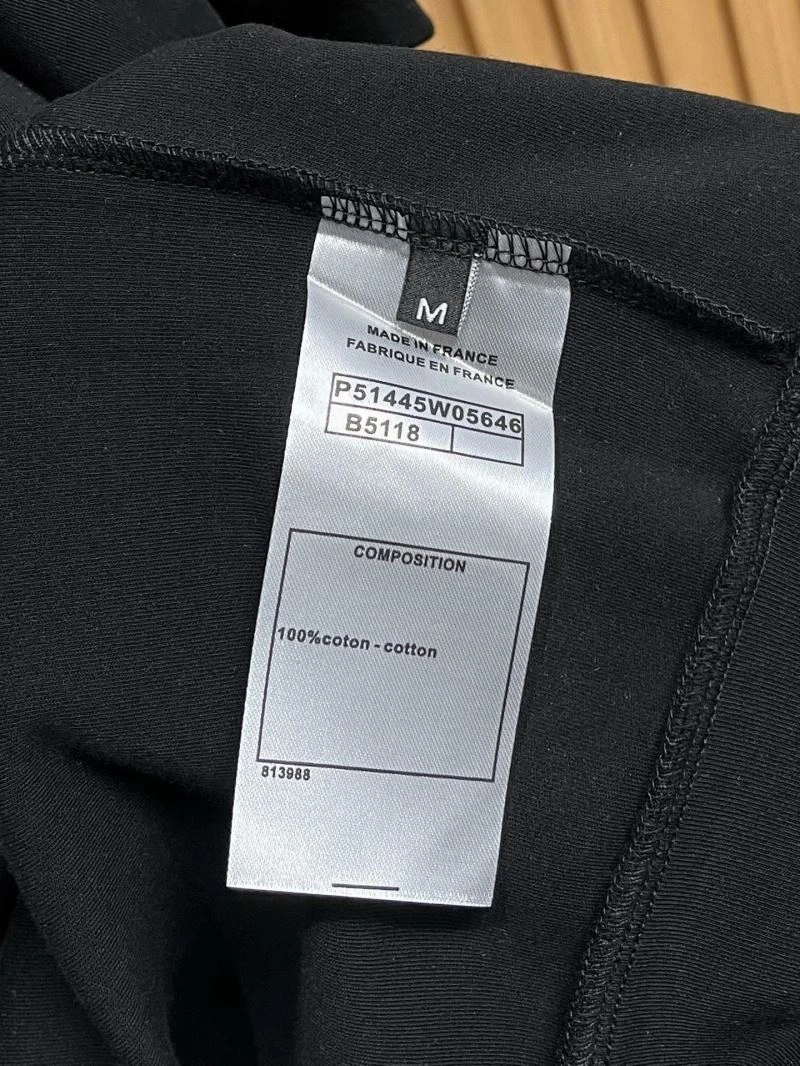 M
MADE IN FRANCE
FABRIQUE EN FRANCE
P51445W05646
B5118
COMPOSITION
100%coton - cotton
813988